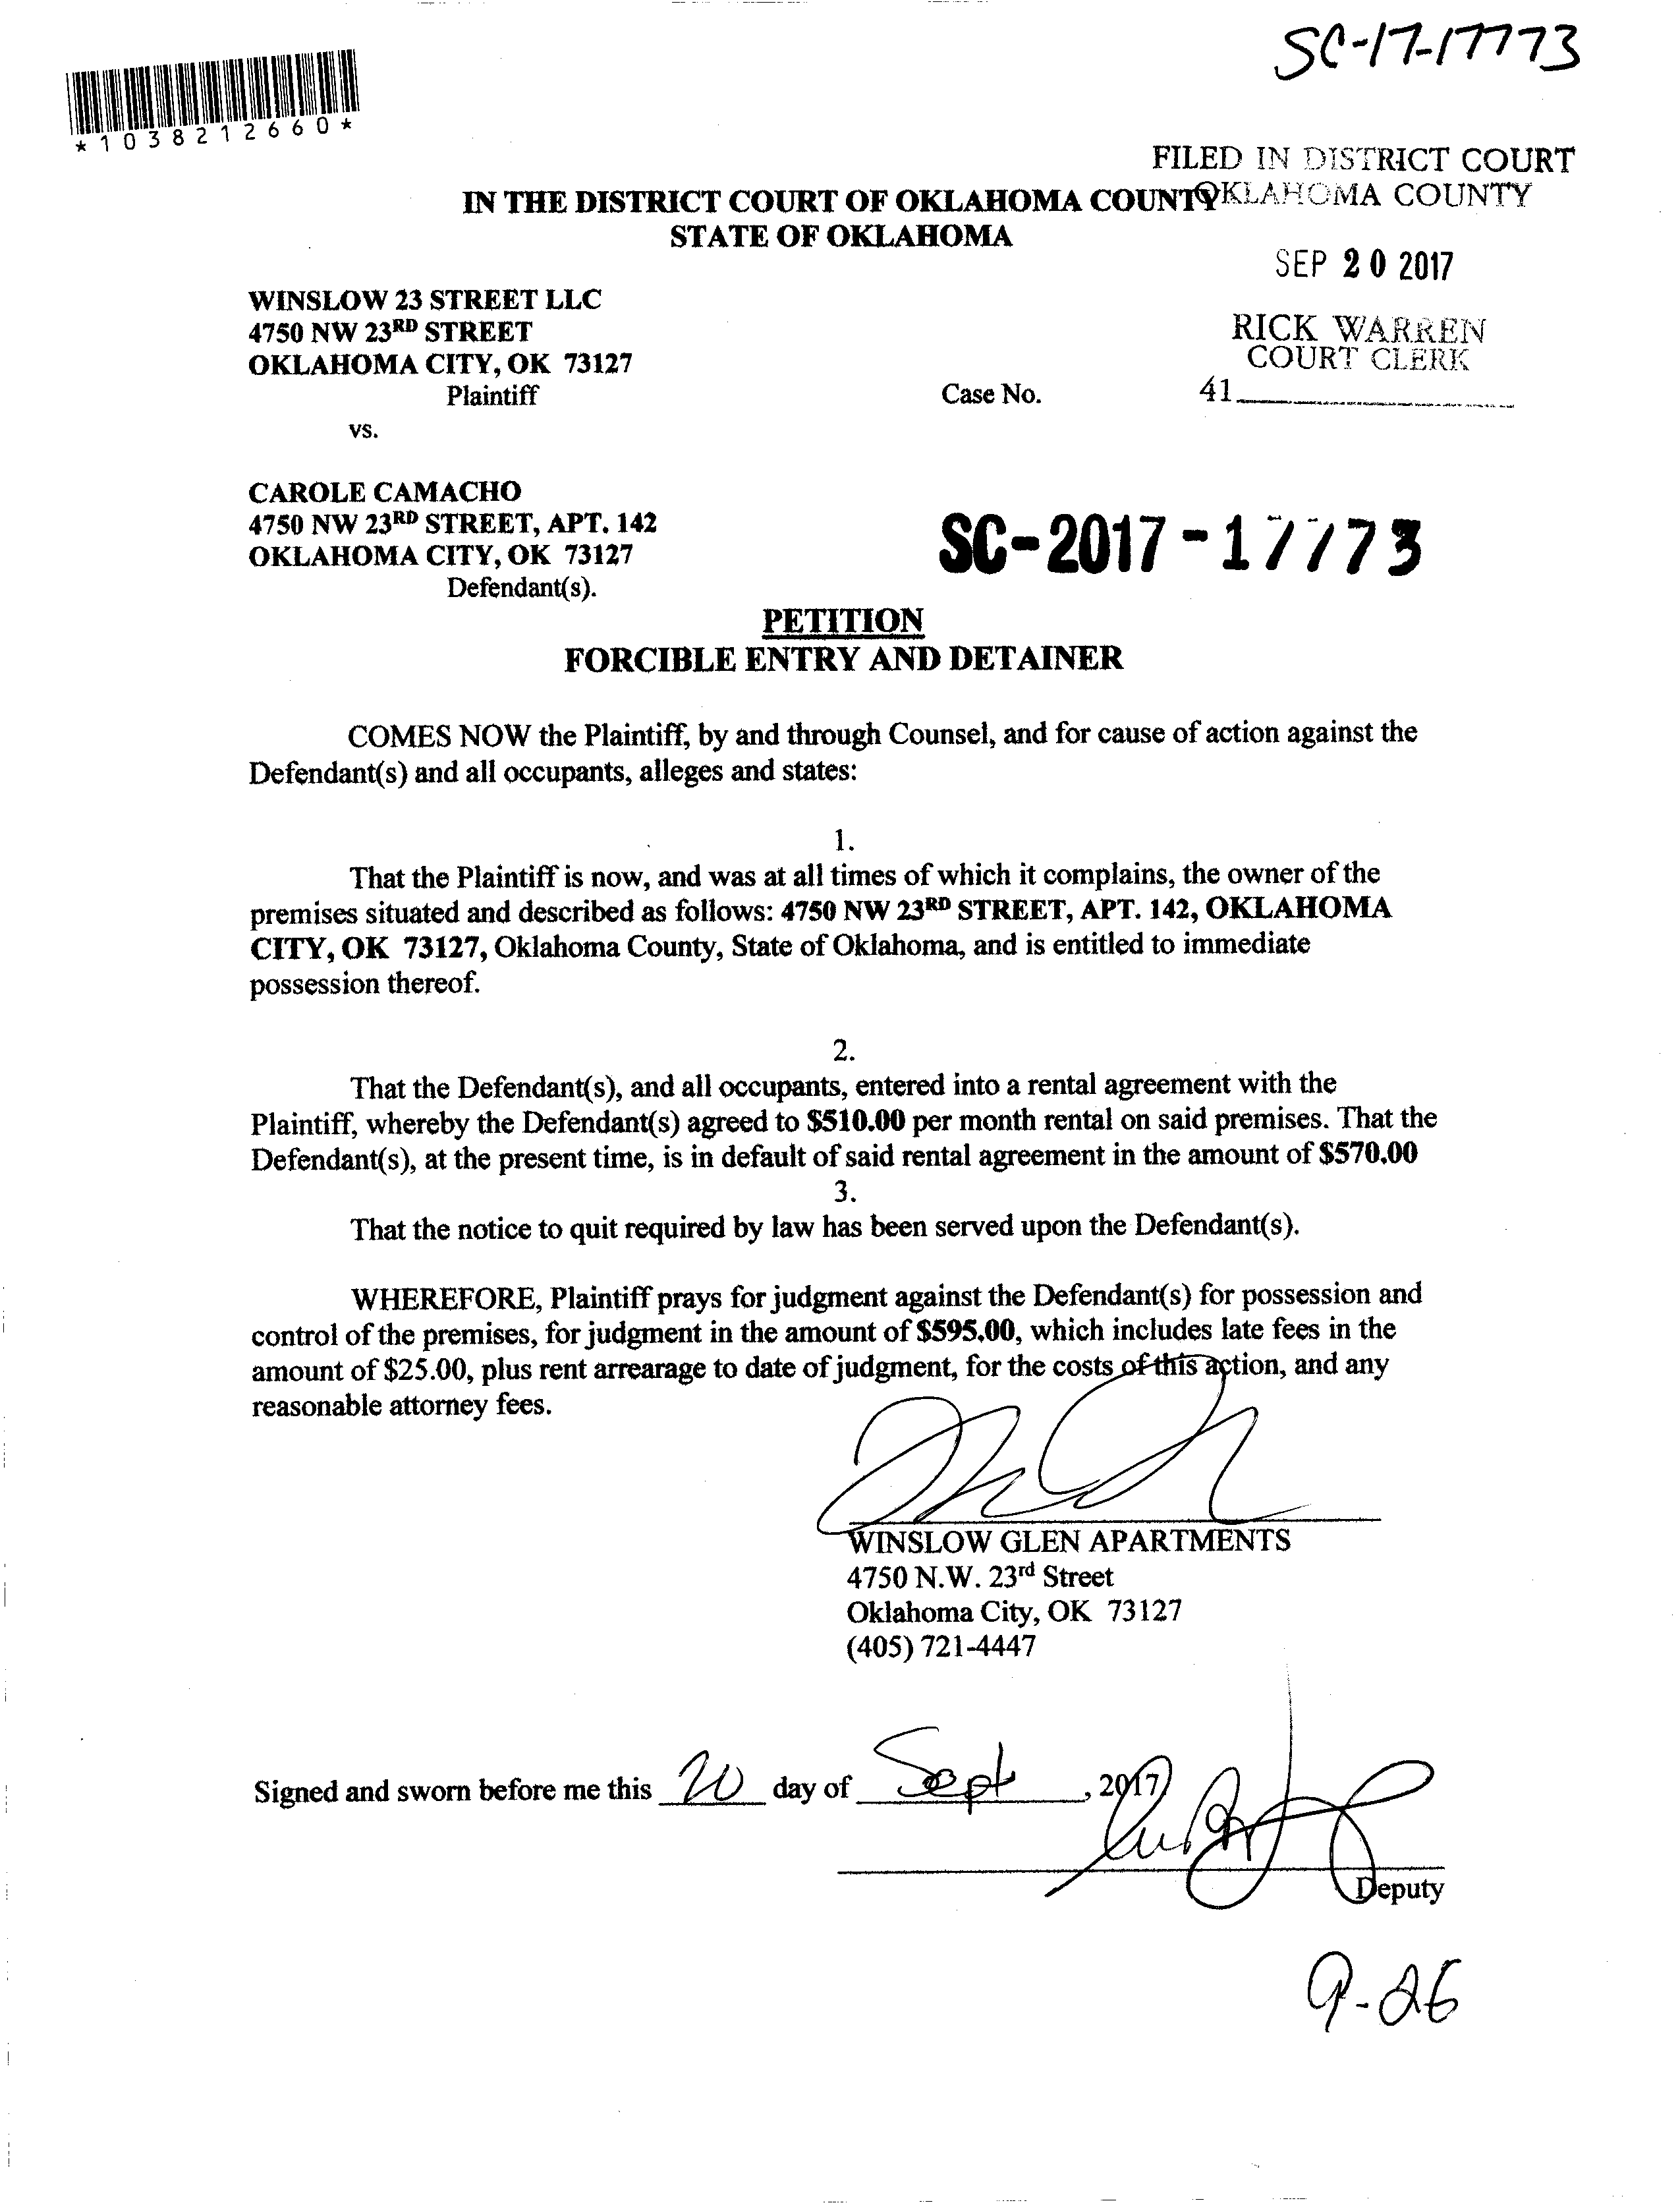 SC-17-17773
*1038212660*
FILED IN DISTRICT COURT
OKLAHOMA COUNTY
IN THE DISTRICT COURT OF OKLAHOMA COUNTY
STATE OF OKLAHOMA
SEP 20 2017
WINSLOW 23 STREET LLC
4750 NW 23RD STREET
OKLAHOMA CITY, OK 73127
Plaintiff
RICK WARREN
COURT CLERK
Case No.
41
vs.
CAROLE CAMACHO
4750 NW 23RD STREET, APT. 142
OKLAHOMA CITY, OK 73127
Defendant(s).
SC-2017-17773
PETITION
FORCIBLE ENTRY AND DETAINER
COMES NOW the Plaintiff, by and through Counsel, and for cause of action against the
Defendant(s) and all occupants, alleges and states:
1.
That the Plaintiff is now, and was at all times of which it complains, the owner of the
premises situated and described as follows: 4750 NW 23RD STREET, APT. 142, OKLAHOMA
CITY, OK 73127, Oklahoma County, State of Oklahoma, and is entitled to immediate
possession thereof.
2.
That the Defendant(s), and all occupants, entered into a rental agreement with the
Plaintiff, whereby the Defendant(s) agreed to $510.00 per month rental on said premises. That the
Defendant(s), at the present time, is in default of said rental agreement in the amount of $570.00
3.
That the notice to quit required by law has been served upon the Defendant(s).
WHEREFORE, Plaintiff prays for judgment against the Defendant(s) for possession and
control of the premises, for judgment in the amount of $595.00, which includes late fees in the
amount of $25.00, plus rent arrearage to date of judgment, for the costs of this action, and any
reasonable attorney fees.
WINSLOW GLEN APARTMENTS
4750 N.W. 23rd Street
Oklahoma City, OK 73127
(405) 721-4447
Signed and sworn before me this 20 day of Sept, 2017
Deputy
9-26